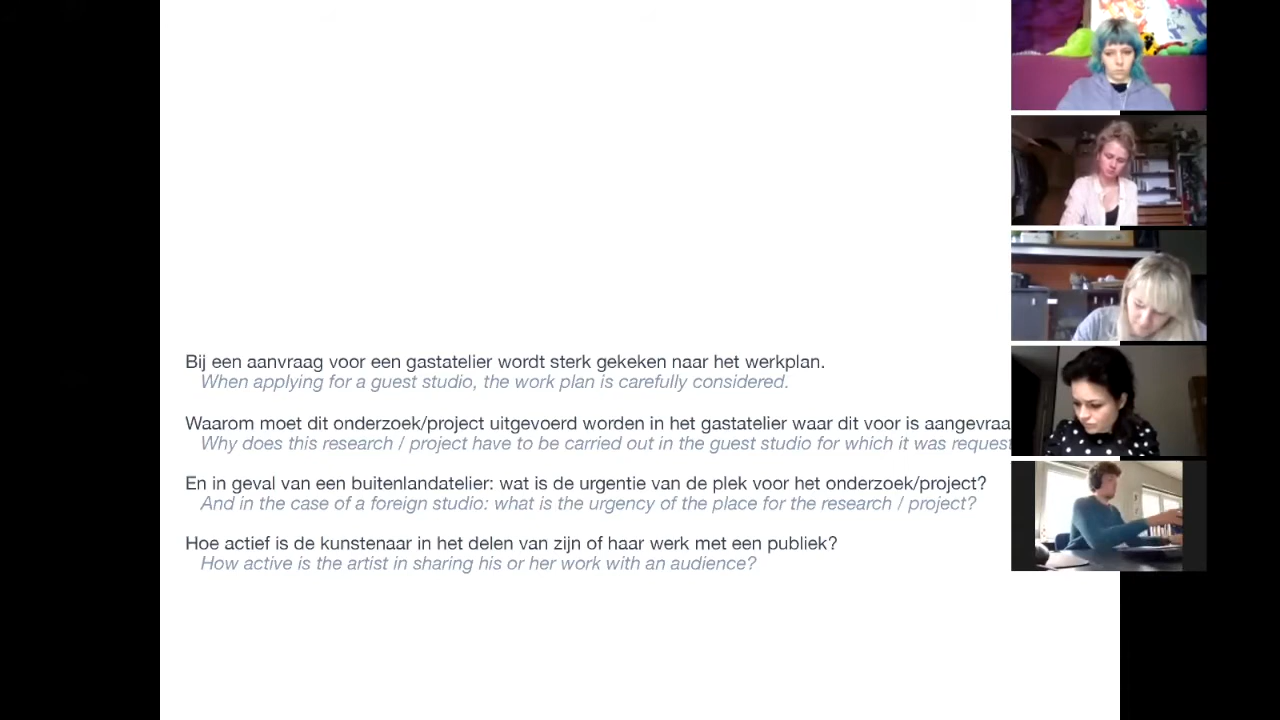 Bij een aanvraag voor een gastatelier wordt sterk gekeken naar het werkplan.
When applying for a guest studio, the work plan is carefully considered.
Waarom moet dit onderzoek/project uitgevoerd worden in het gastatelier waar dit voor is
Why does this research / project have to be carried out in the guest studio for which it was
En in geval van een buitenlandatelier: wat is de urgentie van de plek voor het onderzoek/project?
And in the case of a foreign studio: what is the urgency of the place for the research / project?
Hoe actief is de kunstenaar in het delen van zijn of haar werk met een publiek?
How active is the artist in sharing his or her work with an audience?